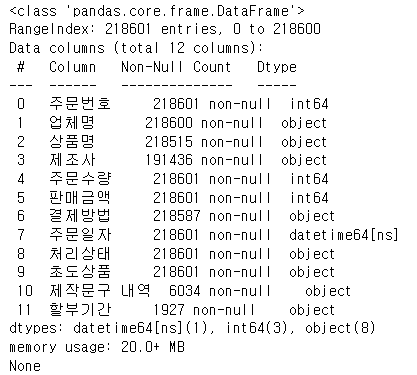 <class 'pandas.core.frame.DataFrame'>
RangeIndex: 218601 entries, 0 to 218600
Data columns (total 12 columns):
 #   Column   Non-Null Count   Dtype
---  ------   --------------   -----
 0   주문번호     218601 non-null  int64
 1   업체명      218600 non-null  object
 2   상품명      218515 non-null  object
 3   제조사      191436 non-null  object
 4   주문수량     218601 non-null  int64
 5   판매금액     218601 non-null  int64
 6   결제방법     218587 non-null  object
 7   주문일자     218601 non-null  datetime64[ns]
 8   처리상태     218601 non-null  object
 9   초도상품     218601 non-null  object
 10  제작문구 내역  6034 non-null    object
 11  할부기간     1927 non-null    object
dtypes: datetime64[ns](1), int64(3), object(8)
memory usage: 20.0+ MB
None